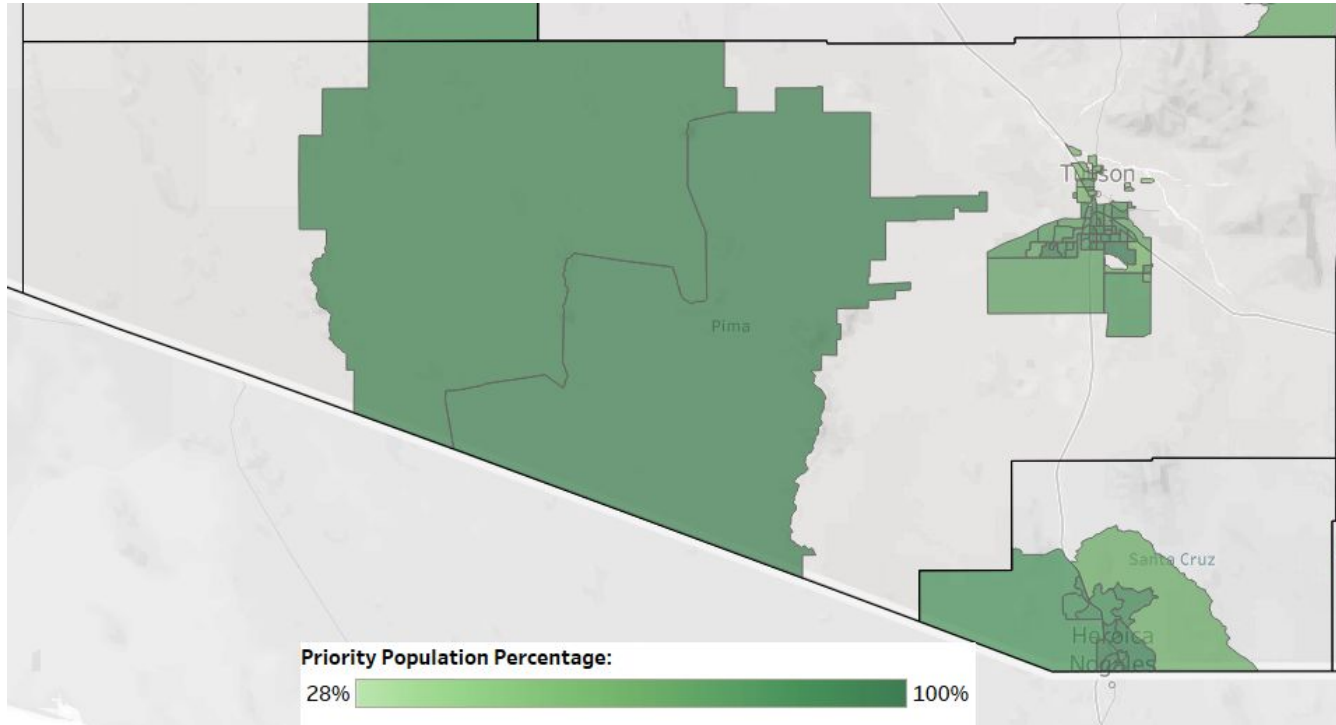 Tucson
Pima
Santa Cruz
Heroica
Nogales
Priority Population Percentage:
28% 100%